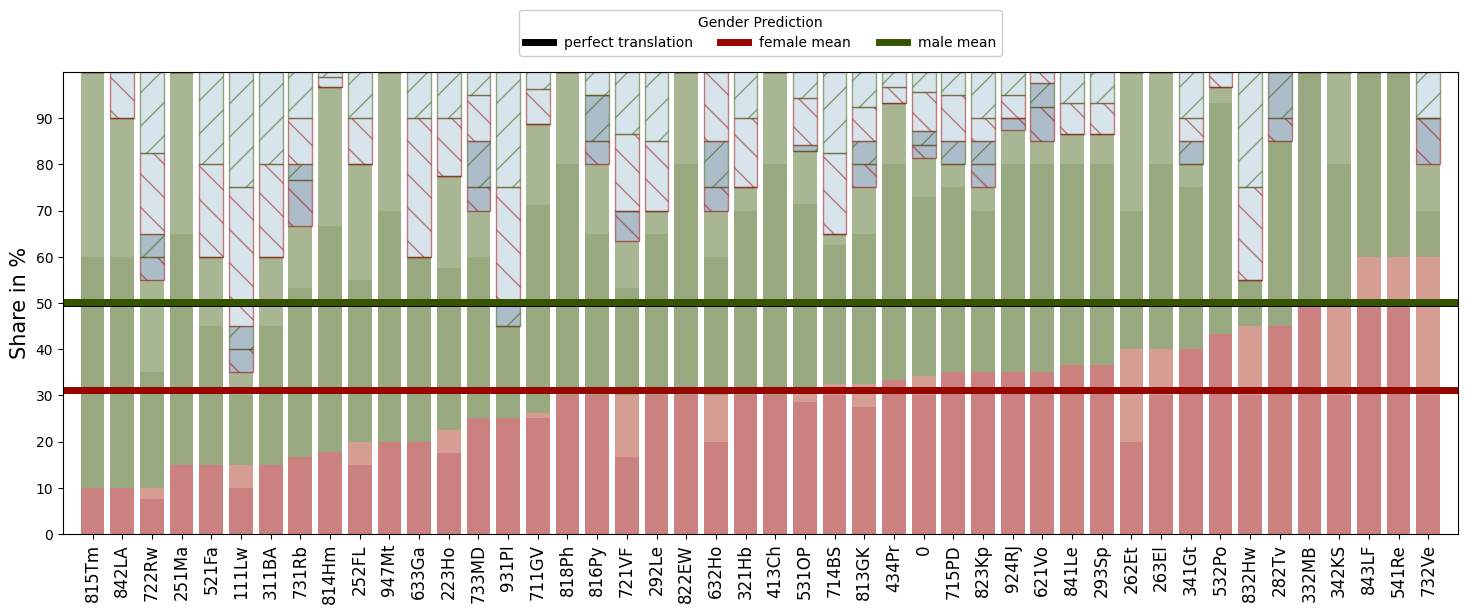 Gender Prediction
perfect translation female mean male mean
Share in %
90
80
70
60
50
40
30
20
10
0
815Tm 842LA 722Rw 251Ma 521Fa 111Lw 311BA 731Rb 814Hm 252FL 947Mt 633Ga 223Ho 733MD 931Pl 711GV 818Ph 816Py 721VF 292Le 822EW 632Ho 321Hb 413Ch 531OP 714BS 813GK 434Pr 0 715PD 823Kp 924RJ 621Vo 841Le 293Sp 262Et 263El 341Gt 532Po 832Hw 282Tv 332MB 342KS 843LF 541Re 732Ve